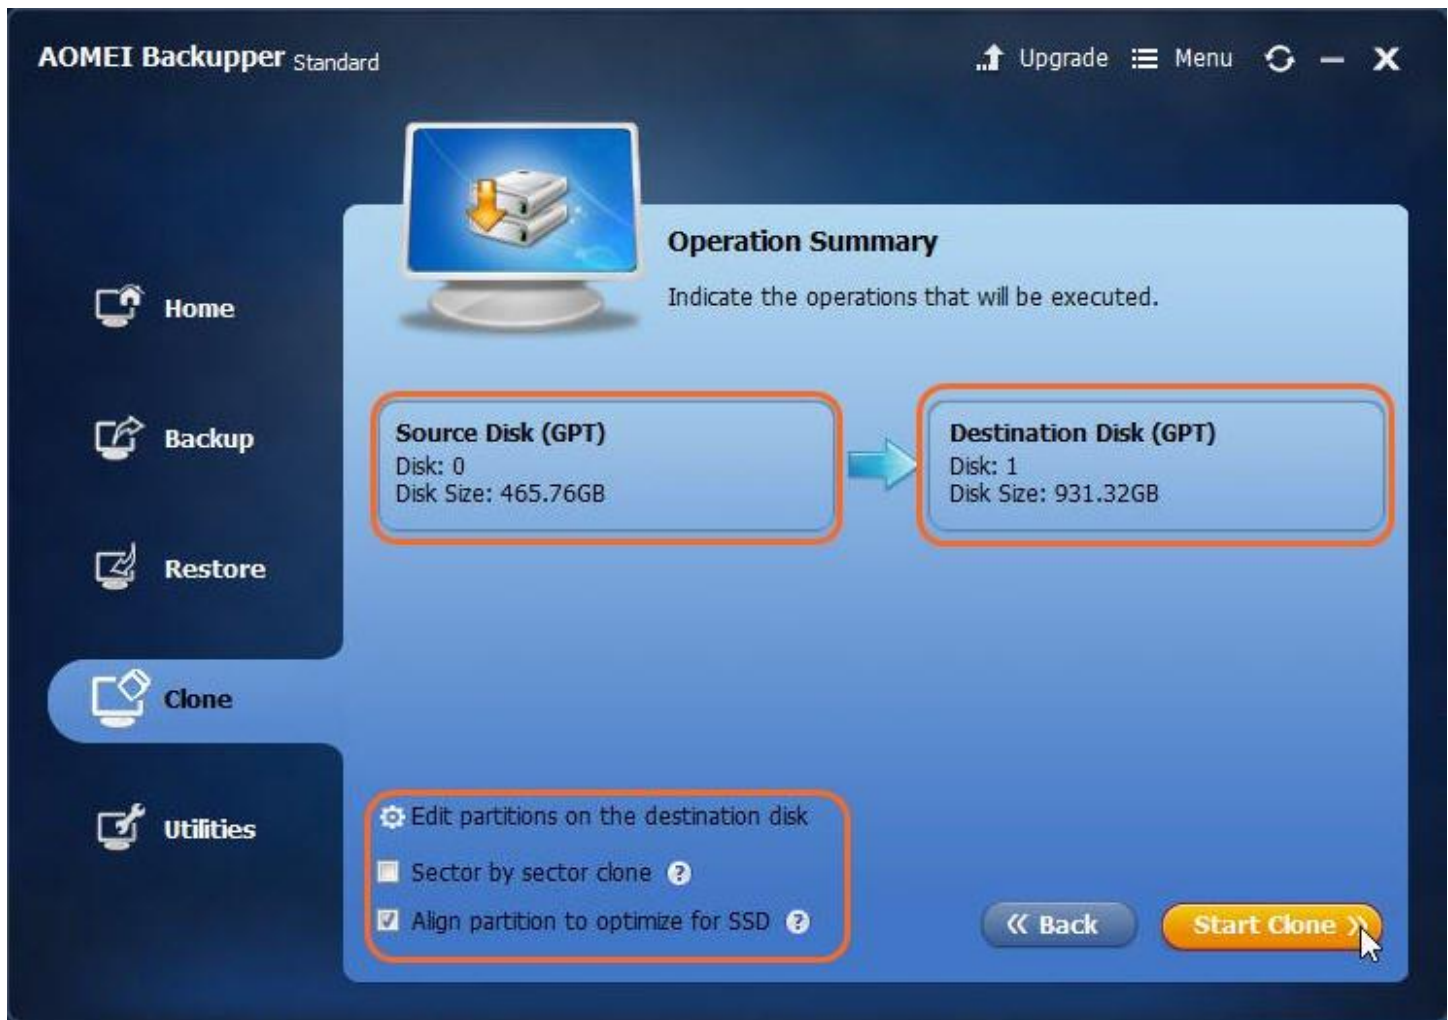 AOMEI Backupper Standard
Upgrade
Menu
Operation Summary
Indicate the operations that will be executed.
Home
Backup
Restore
Clone
Utilities
Source Disk (GPT)
Disk: 0
Disk Size: 465.76GB
Destination Disk (GPT)
Disk: 1
Disk Size: 931.32GB
Edit partitions on the destination disk
Sector by sector clone ?
Align partition to optimize for SSD ?
Back
Start Clone